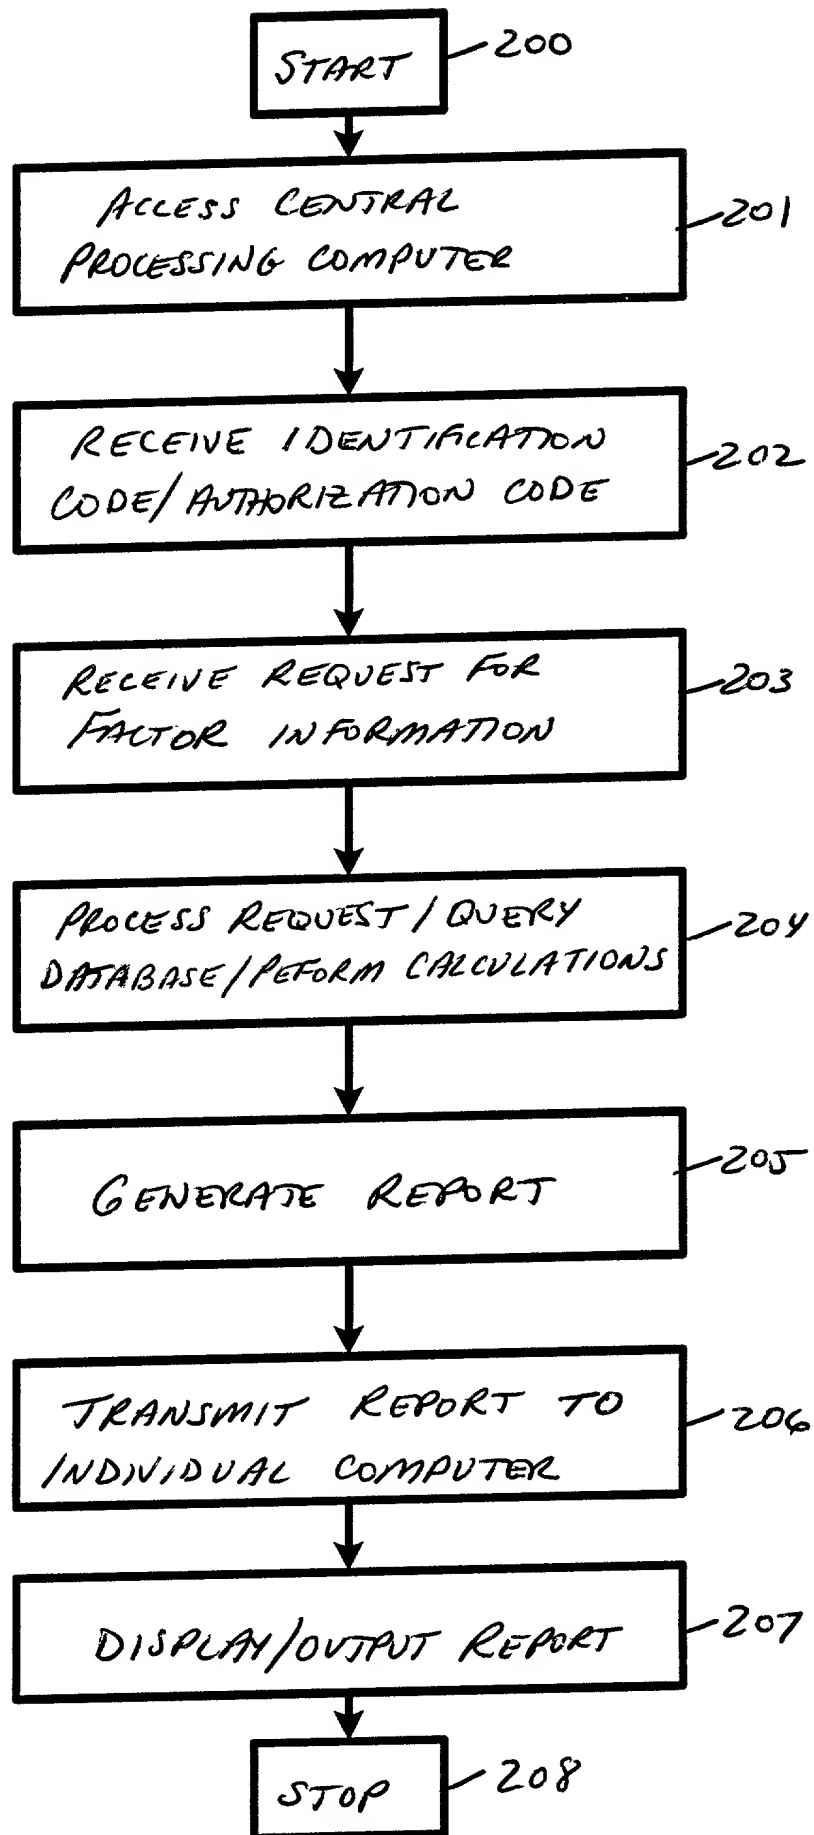 START
200
ACCESS CENTRAL
PROCESSING COMPUTER
201
RECEIVE IDENTIFICATION
CODE/AUTHORIZATION CODE
202
RECEIVE REQUEST FOR
FACTOR INFORMATION
203
PROCESS REQUEST/QUERY
DATABASE/PEFORM CALCULATIONS
204
GENERATE REPORT
205
TRANSMIT REPORT TO
INDIVIDUAL COMPUTER
206
DISPLAY/OUTPUT REPORT
207
STOP
208